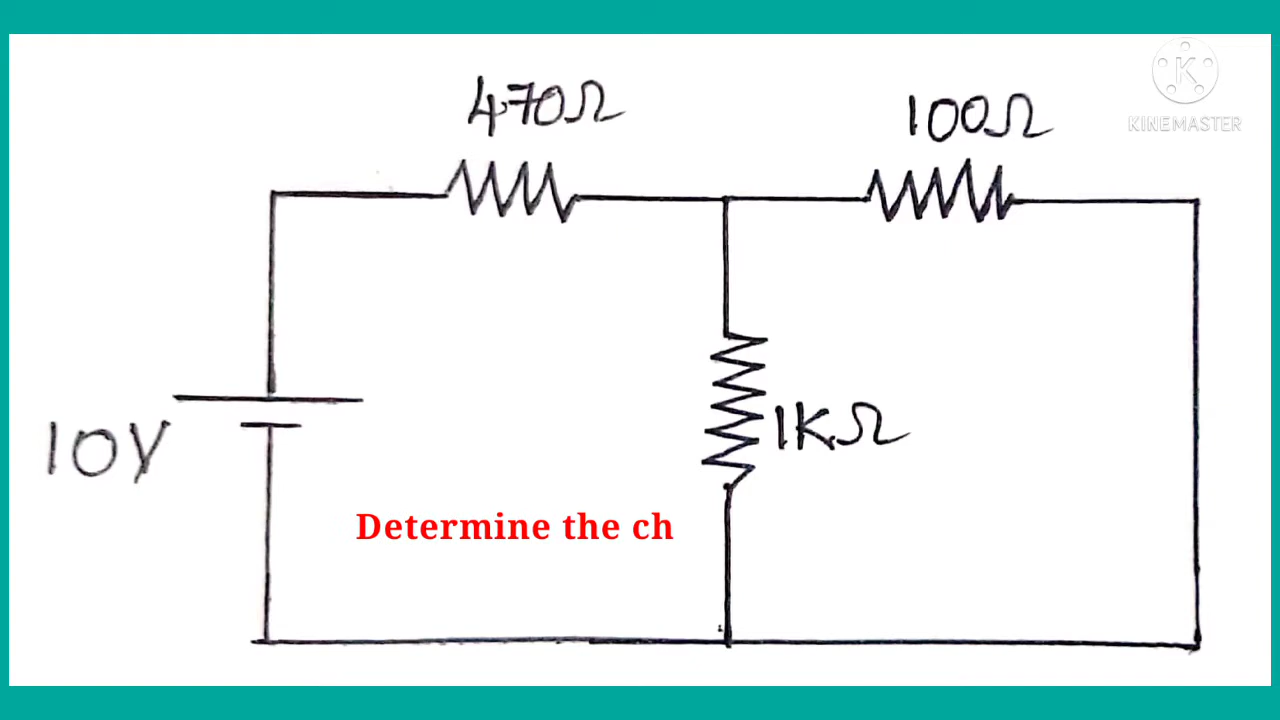 470Ω
100Ω
K
KINEMASTER
10V
1KΩ
Determine the ch